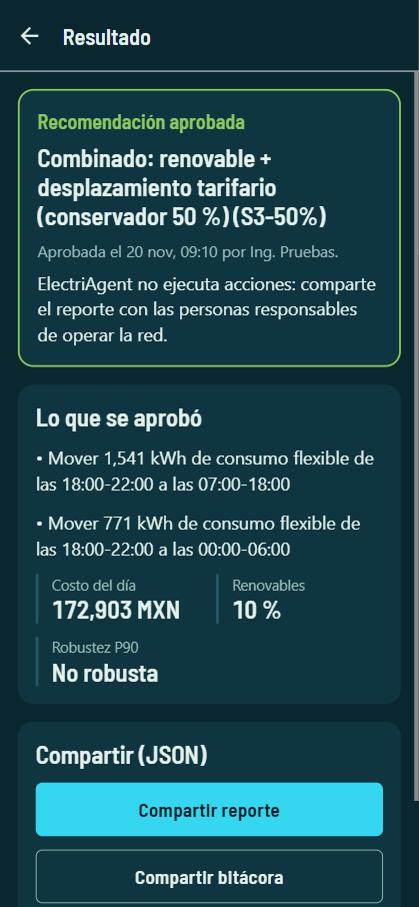 Resultado
Recomendación aprobada
Combinado: renovable +
desplazamiento tarifario
(conservador 50 %) (S3-50%)
Aprobada el 20 nov, 09:10 por Ing. Pruebas.
ElectriAgent no ejecuta acciones: comparte
el reporte con las personas responsables
de operar la red.
Lo que se aprobó
• Mover 1,541 kWh de consumo flexible de
las 18:00-22:00 a las 07:00-18:00
• Mover 771 kWh de consumo flexible de
las 18:00-22:00 a las 00:00-06:00
Costo del día
172,903 MXN
Renovables
10 %
Robustez P90
No robusta
Compartir (JSON)
Compartir reporte
Compartir bitácora